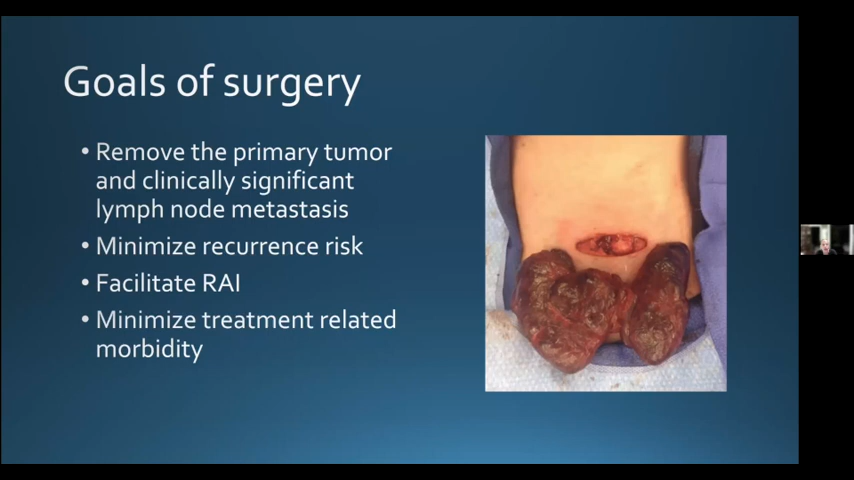 Goals of surgery
• Remove the primary tumor
and clinically significant
lymph node metastasis
• Minimize recurrence risk
• Facilitate RAI
• Minimize treatment related
morbidity